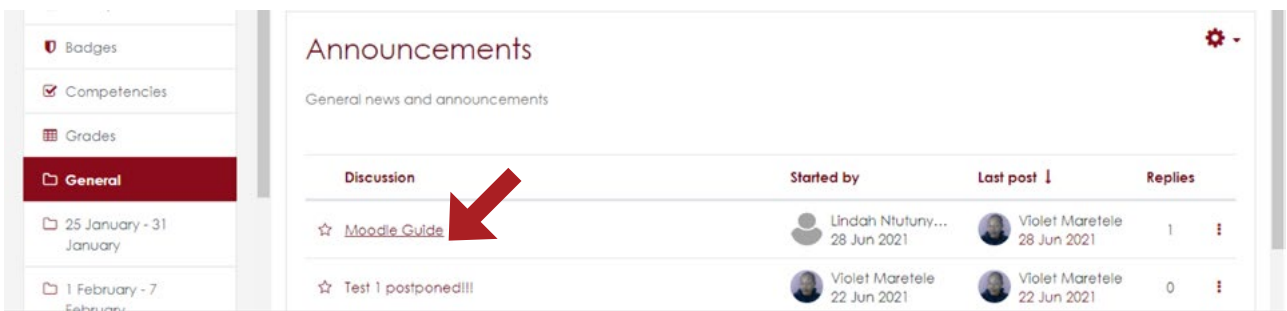 Badges
Competencies
Grades
General
25 January - 31
January
1 February - 7
February
Announcements
General news and announcements
Discussion Started by Last post ↓ Replies
Moodle Guide Lindah Ntutuny... Violet Maretele 1
28 Jun 2021 28 Jun 2021
Test 1 postponed!!! Violet Maretele Violet Maretele 0
22 Jun 2021 22 Jun 2021